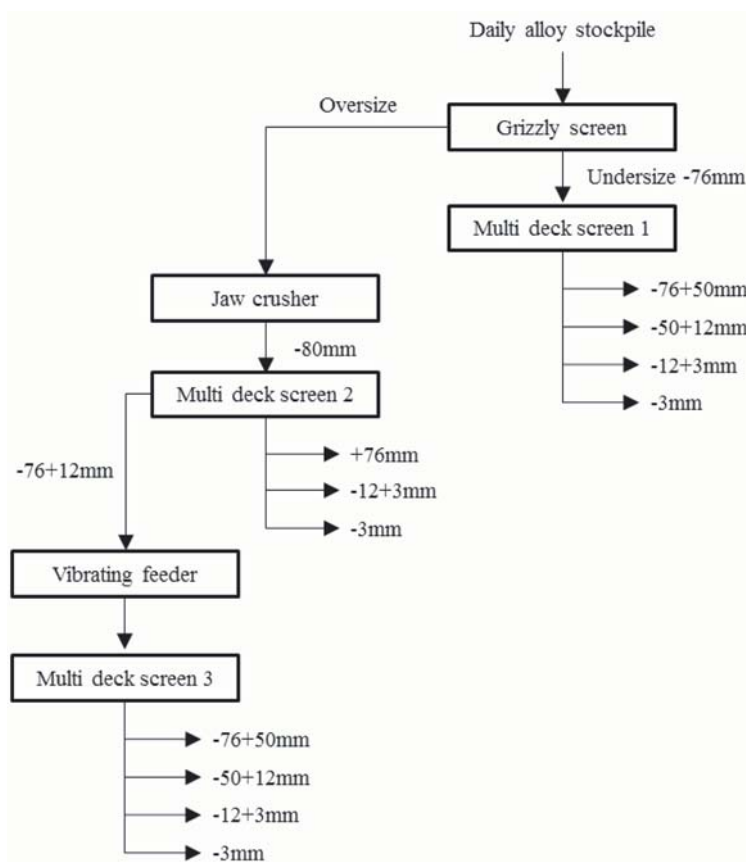 Daily alloy stockpile
Oversize
Grizzly screen
Undersize -76mm
Multi deck screen 1
-76+50mm
Jaw crusher
-50+12mm
-80mm
-12+3mm
Multi deck screen 2
-3mm
+76mm
-76+12mm
-12+3mm
-3mm
Vibrating feeder
Multi deck screen 3
-76+50mm
-50+12mm
-12+3mm
-3mm